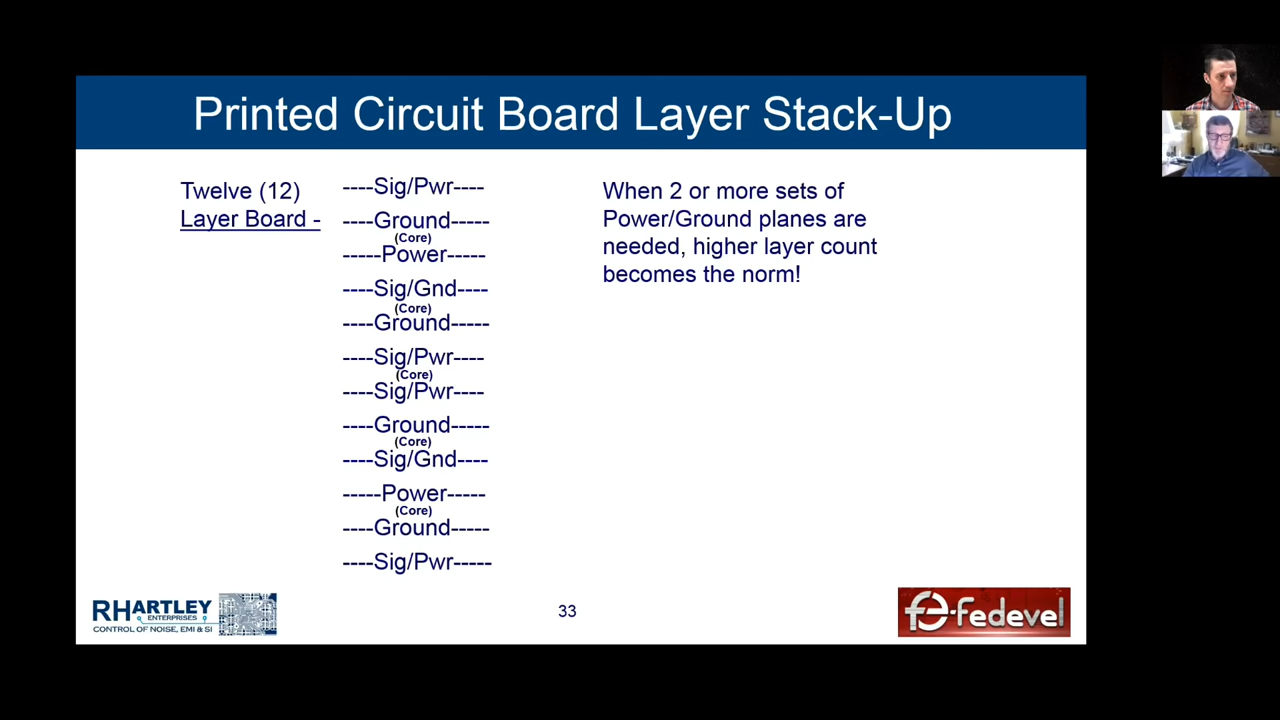 Printed Circuit Board Layer Stack-Up
Twelve (12)
Layer Board -
----Sig/Pwr----
----Ground-----
(Core)
-----Power-----
----Sig/Gnd----
(Core)
----Ground-----
----Sig/Pwr----
(Core)
----Sig/Pwr----
----Ground-----
(Core)
----Sig/Gnd----
-----Power-----
(Core)
----Ground-----
----Sig/Pwr-----
When 2 or more sets of
Power/Ground planes are
needed, higher layer count
becomes the norm!
RHARTLEY
ENTERPRISES
CONTROL OF NOISE, EMI & SI
33
fedevel